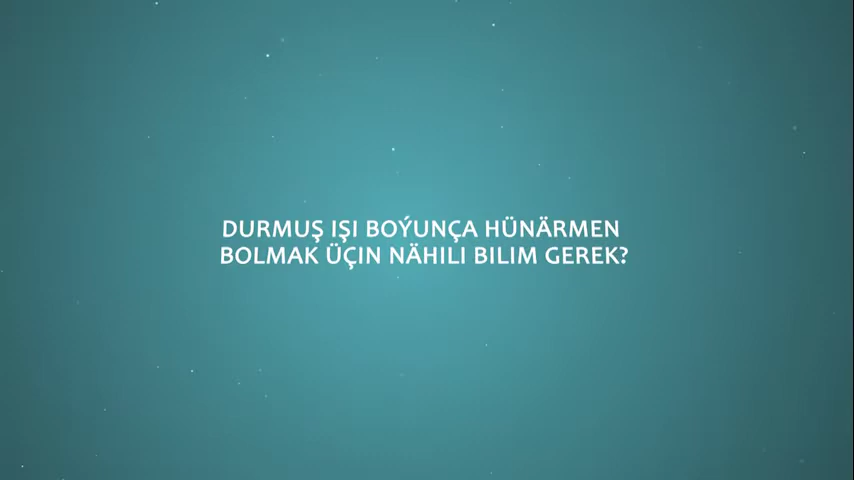 DURMUŞ IŞI BOÝUNÇA HÜNÄRMEN
BOLMAK ÜÇIN NÄHILI BILIM GEREK?